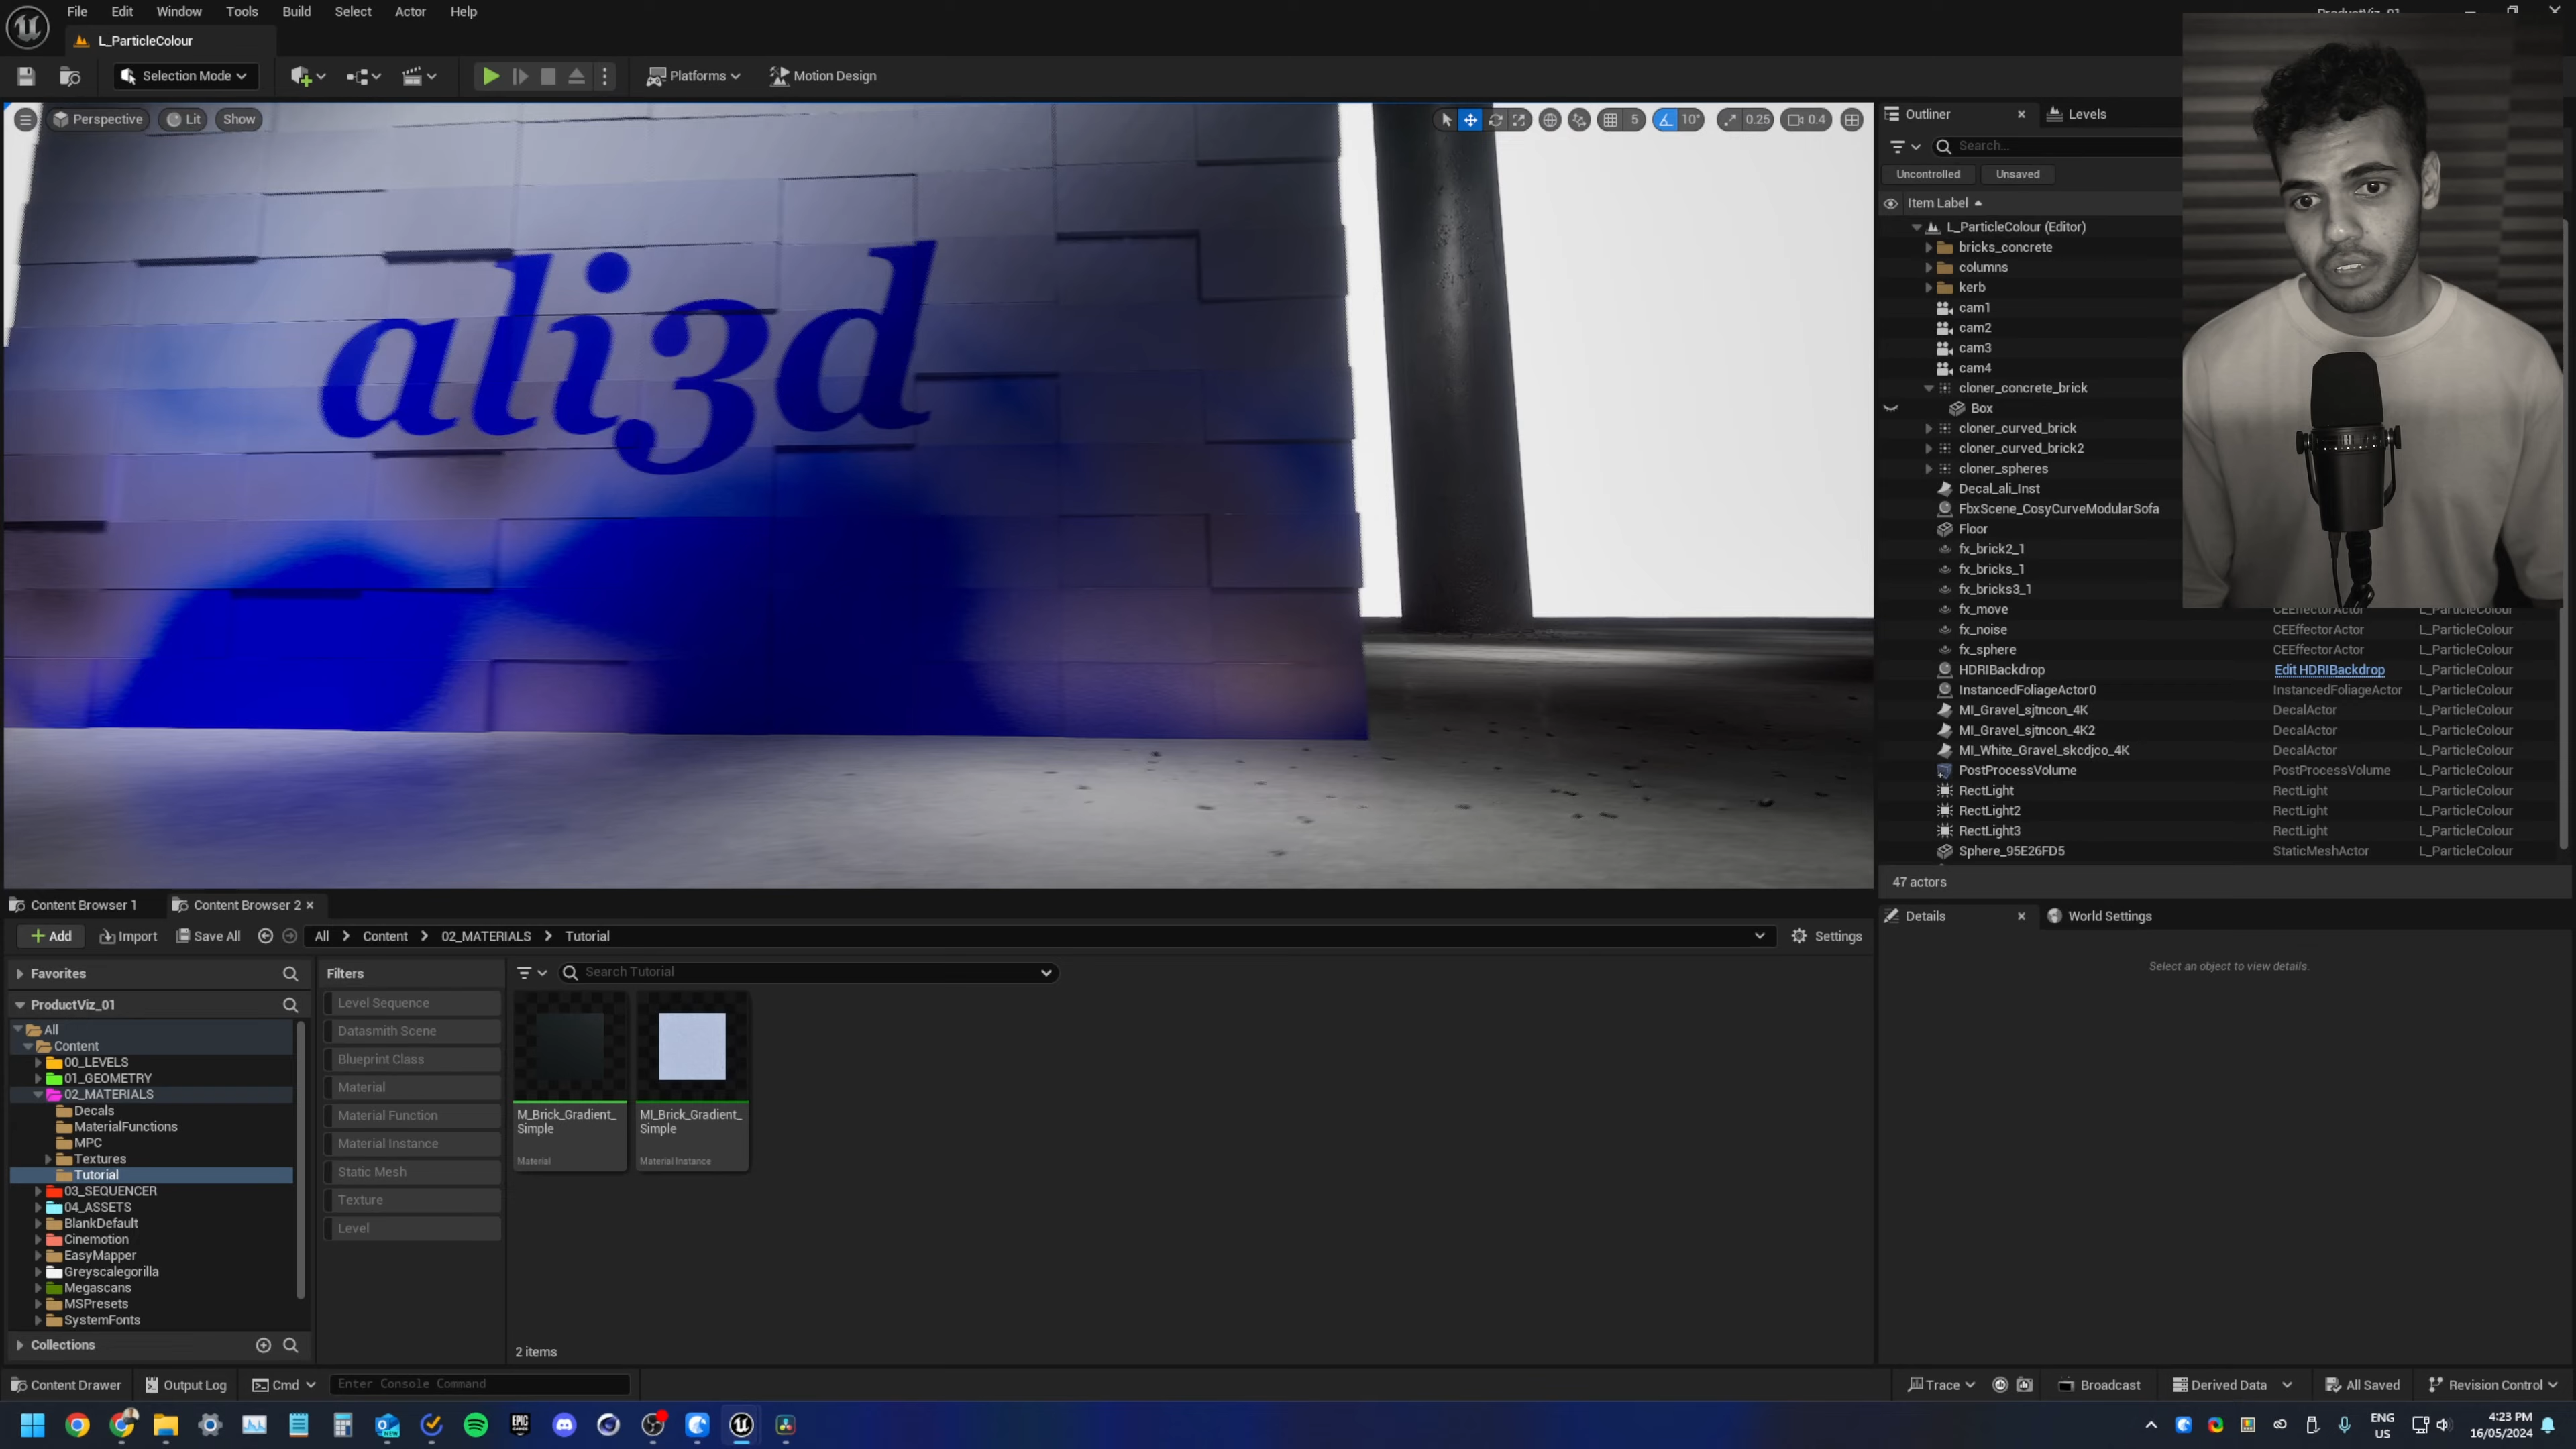 File Edit Window Tools Build Select Actor Help
L_ParticleColour
Selection Mode
Platforms
Motion Design
Perspective
Lit
Show
5
10°
0.25
0.4
ali3d
Outliner
Levels
Search...
Uncontrolled
Unsaved
Item Label
L_ParticleColour (Editor)
bricks_concrete
columns
kerb
cam1
cam2
cam3
cam4
cloner_concrete_brick
Box
cloner_curved_brick
cloner_curved_brick2
cloner_spheres
Decal_ali_Inst
FbxScene_CosyCurveModularSofa
Floor
fx_brick2_1
fx_bricks_1
fx_bricks3_1
fx_move CEEffectorActor L_ParticleColour
fx_noise CEEffectorActor L_ParticleColour
fx_sphere CEEffectorActor L_ParticleColour
HDRIBackdrop Edit HDRIBackdrop L_ParticleColour
InstancedFoliageActor0 InstancedFoliageActor L_ParticleColour
MI_Gravel_sjtncon_4K DecalActor L_ParticleColour
MI_Gravel_sjtncon_4K2 DecalActor L_ParticleColour
MI_White_Gravel_skcdjco_4K DecalActor L_ParticleColour
PostProcessVolume PostProcessVolume L_ParticleColour
RectLight RectLight L_ParticleColour
RectLight2 RectLight L_ParticleColour
RectLight3 RectLight L_ParticleColour
Sphere_95E26FD5 StaticMeshActor L_ParticleColour
47 actors
Details
World Settings
Select an object to view details.
Content Browser 1
Content Browser 2
Add
Import
Save All
All > Content > 02_MATERIALS > Tutorial
Settings
Favorites
ProductViz_01
All
Content
00_LEVELS
01_GEOMETRY
02_MATERIALS
Decals
MaterialFunctions
MPC
Textures
Tutorial
03_SEQUENCER
04_ASSETS
BlankDefault
Cinemotion
EasyMapper
Greyscalegorilla
Megascans
MSPresets
SystemFonts
Collections
Filters
Level Sequence
Datasmith Scene
Blueprint Class
Material
Material Function
Material Instance
Static Mesh
Texture
Level
Search Tutorial
M_Brick_Gradient_
Simple
Material
MI_Brick_Gradient_
Simple
Material Instance
2 items
Content Drawer
Output Log
Cmd
Enter Console Command
Trace
Broadcast
Derived Data
All Saved
Revision Control
EPIC
GAMES
NEW
ENG
US
4:23 PM
16/05/2024